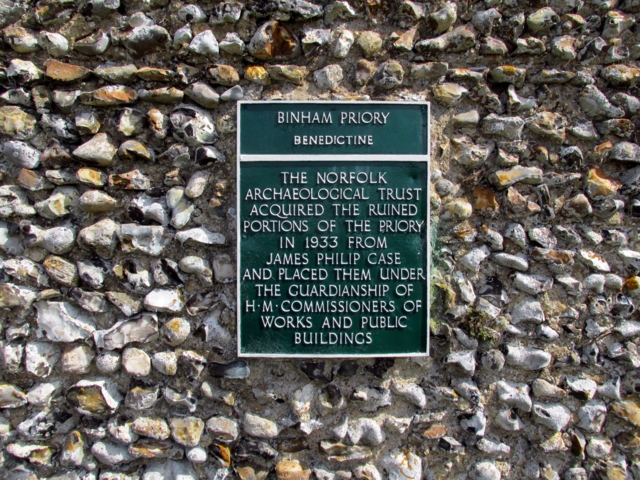 BINHAM PRIORY
BENEDICTINE
THE NORFOLK
ARCHAEOLOGICAL TRUST
ACQUIRED THE RUINED
PORTIONS OF THE PRIORY
IN 1933 FROM
JAMES PHILIP CASE
AND PLACED THEM UNDER
THE GUARDIANSHIP OF
H·M·COMMISSIONERS OF
WORKS AND PUBLIC
BUILDINGS